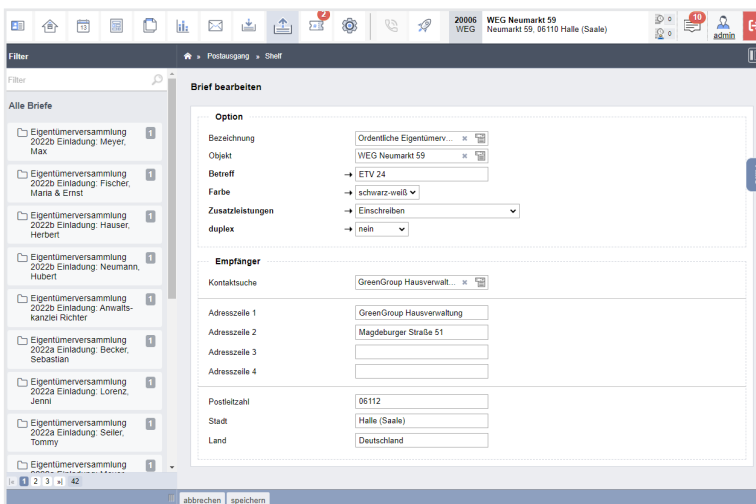 13
2
20006
WEG
WEG Neumarkt 59
Neumarkt 59, 06110 Halle (Saale)
0
0
10
admin
Filter
» Postausgang » Shelf
Filter
Alle Briefe
Eigentümerversammlung
2022b Einladung: Meyer,
Max
1
Eigentümerversammlung
2022b Einladung: Fischer,
Maria & Ernst
1
Eigentümerversammlung
2022b Einladung: Hauser,
Herbert
1
Eigentümerversammlung
2022b Einladung: Neumann,
Hubert
1
Eigentümerversammlung
2022b Einladung: Anwalts-
kanzlei Richter
1
Eigentümerversammlung
2022a Einladung: Becker,
Sebastian
1
Eigentümerversammlung
2022a Einladung: Lorenz,
Jenni
1
Eigentümerversammlung
2022a Einladung: Seiler,
Tommy
1
Eigentümerversammlung
1
1 2 3 42
Brief bearbeiten
Option
Bezeichnung Ordentliche Eigentümerv...
Objekt WEG Neumarkt 59
Betreff → ETV 24
Farbe → schwarz-weiß
Zusatzleistungen → Einschreiben
duplex → nein
Empfänger
Kontaktsuche GreenGroup Hausverwalt...
Adresszeile 1 GreenGroup Hausverwaltung
Adresszeile 2 Magdeburger Straße 51
Adresszeile 3
Adresszeile 4
Postleitzahl 06112
Stadt Halle (Saale)
Land Deutschland
abbrechen speichern